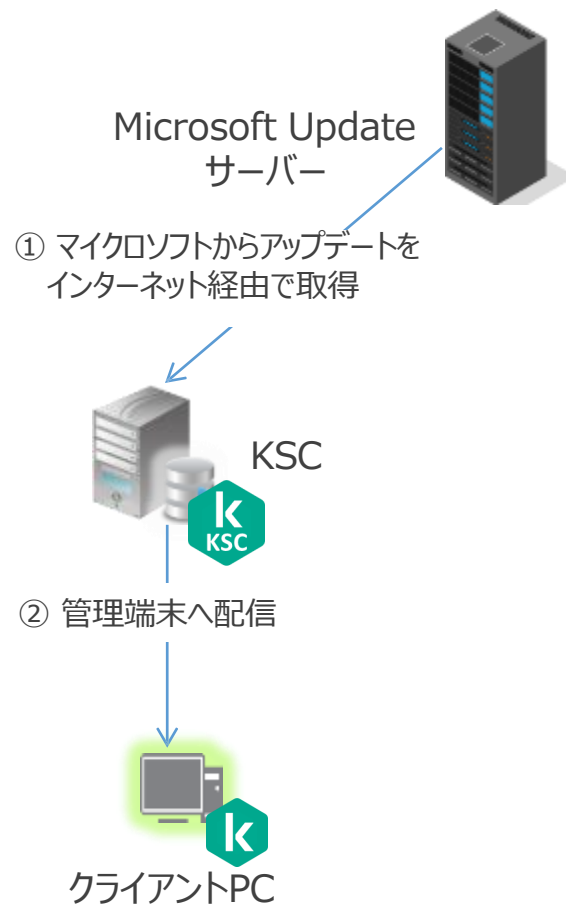 Microsoft Update
サーバー
① マイクロソフトからアップデートを
インターネット経由で取得
KSC
k
KSC
② 管理端末へ配信
k
クライアントPC